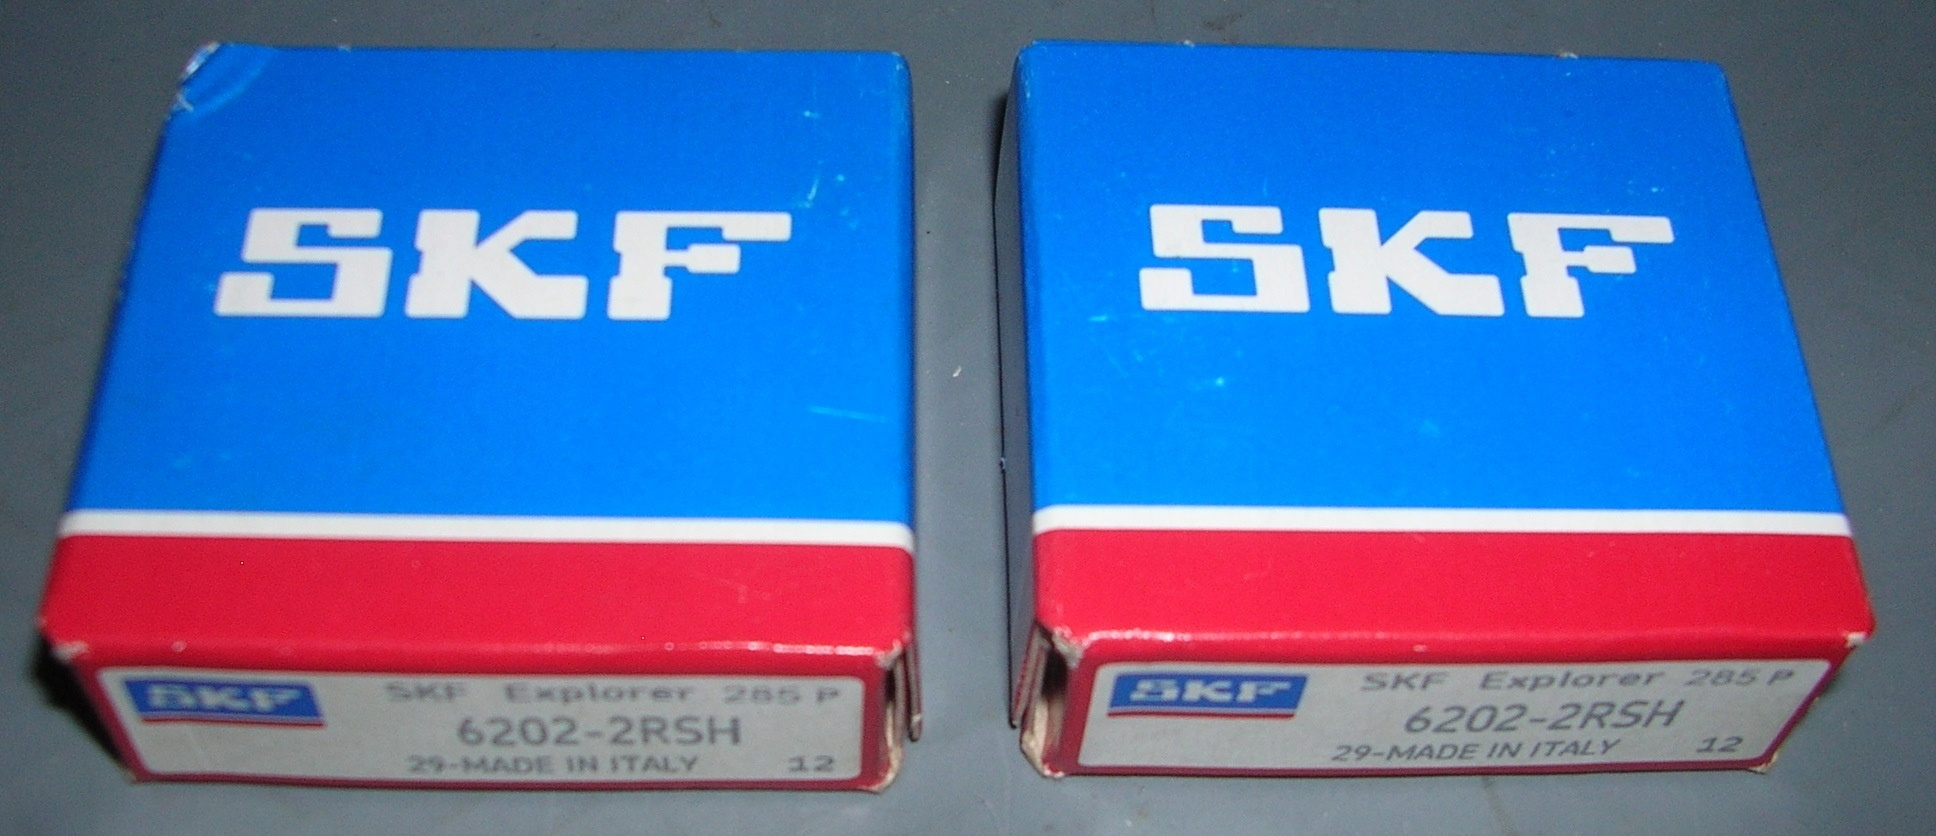 SKF
SKF
SKF
SKF Explorer 285 P
6202-2RSH
29-MADE IN ITALY 12
SKF
SKF Explorer 285 P
6202-2RSH
29-MADE IN ITALY 12